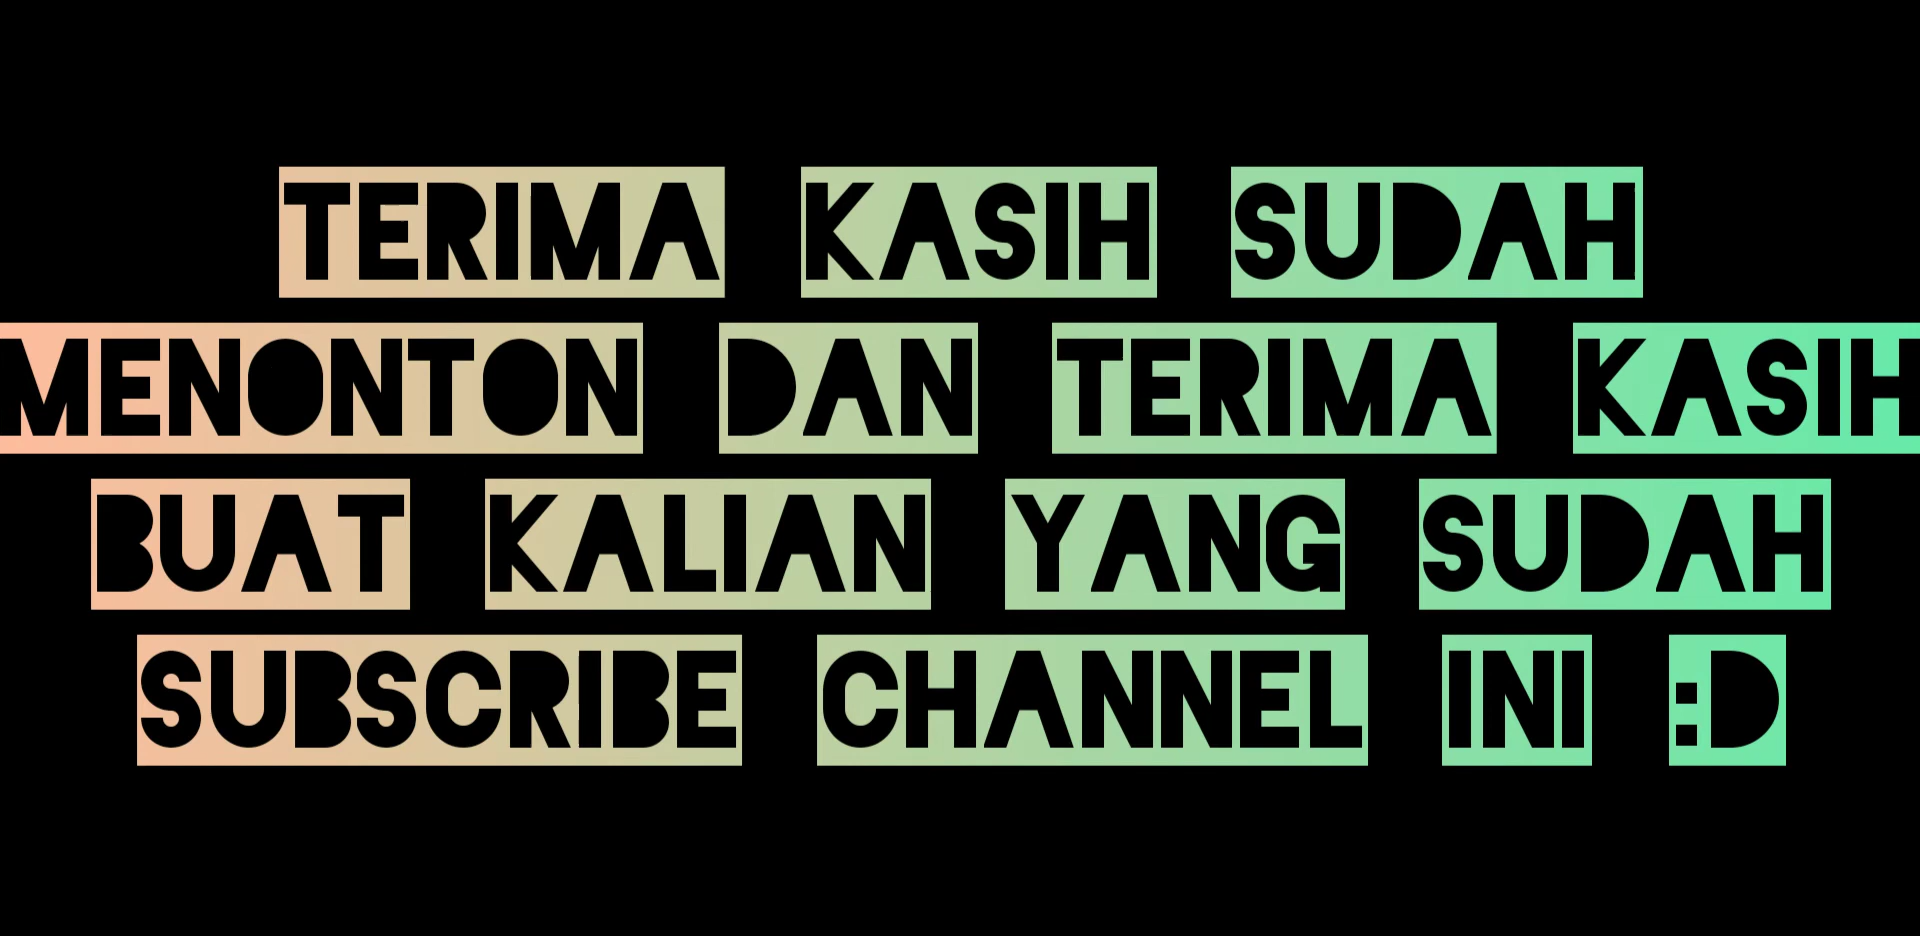 TERIMA KASIH SUDAH
MENONTON DAN TERIMA KASIH
BUAT KALIAN YANG SUDAH
SUBSCRIBE CHANNEL INI :D